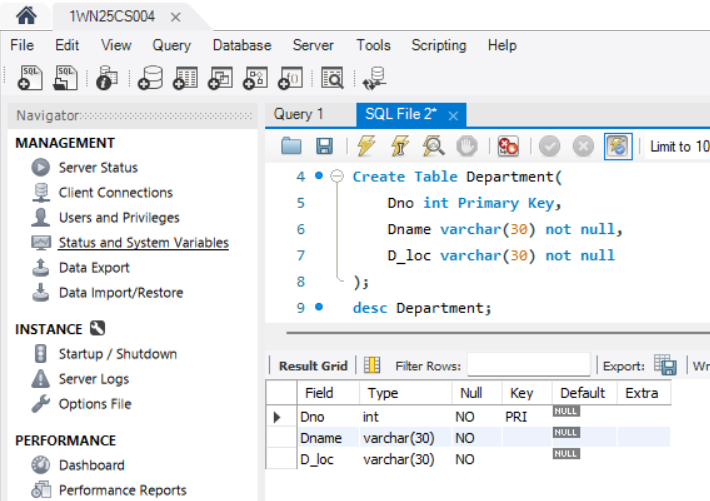 1WN25CS004
File Edit View Query Database Server Tools Scripting Help
SQL SQL
Navigator
MANAGEMENT
Server Status
Client Connections
Users and Privileges
Status and System Variables
Data Export
Data Import/Restore
INSTANCE
Startup / Shutdown
Server Logs
Options File
PERFORMANCE
Dashboard
Performance Reports
Query 1 SQL File 2*
Limit to 10
4 Create Table Department(
5 Dno int Primary Key,
6 Dname varchar(30) not null,
7 D_loc varchar(30) not null
8 );
9 desc Department;
Result Grid Filter Rows: Export: Wr
Field Type Null Key Default Extra
Dno int NO PRI NULL
Dname varchar(30) NO NULL
D_loc varchar(30) NO NULL